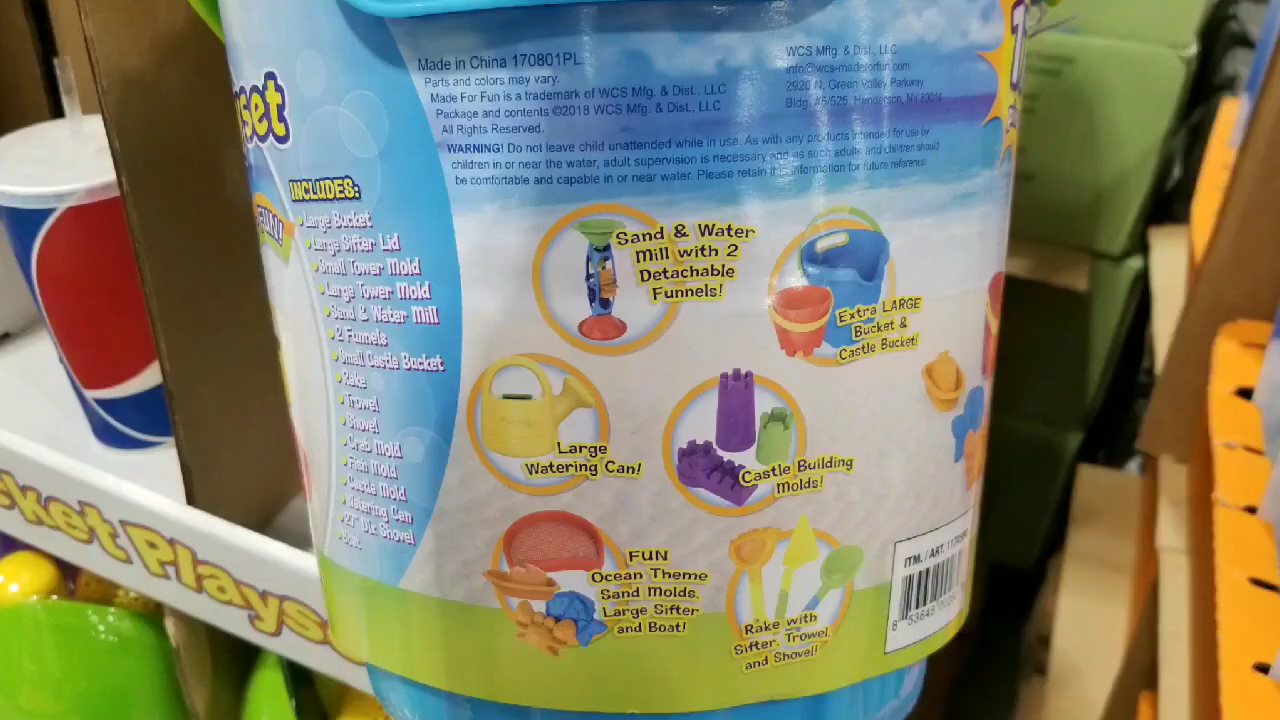 set
FUN!
INCLUDES:
• Large Bucket
• Large Sifter Lid
• Small Tower Mold
• Large Tower Mold
• Sand & Water Mill
• 2 Funnels
• Small Castle Bucket
• Rake
• Trowel
• Shovel
• Crab Mold
• Fish Mold
• Castle Mold
• Watering Can
• 27" Dix Shovel
• Boat
Made in China 170801PL
Parts and colors may vary.
Made For Fun is a trademark of WCS Mfg. & Dist., LLC
Package and contents ©2018 WCS Mfg. & Dist., LLC
All Rights Reserved.
WCS Mftg. & Dist., LLC
info@wcs-madeforfun.com
2920 N. Green Valley Parkway
Bldg. #5/525, Henderson, NV 89014
WARNING! Do not leave child unattended while in use. As with any products intended for use by
children in or near the water, adult supervision is necessary and as such adults and children should
be comfortable and capable in or near water. Please retain this information for future reference.
Sand & Water
Mill with 2
Detachable
Funnels!
Extra LARGE
Bucket &
Castle Bucket!
Large
Watering Can!
Castle Building
Molds!
FUN
Ocean Theme
Sand Molds,
Large Sifter
and Boat!
Rake with
Sifter, Trowel,
and Shovel!
ITM. / ART.
cket Plays